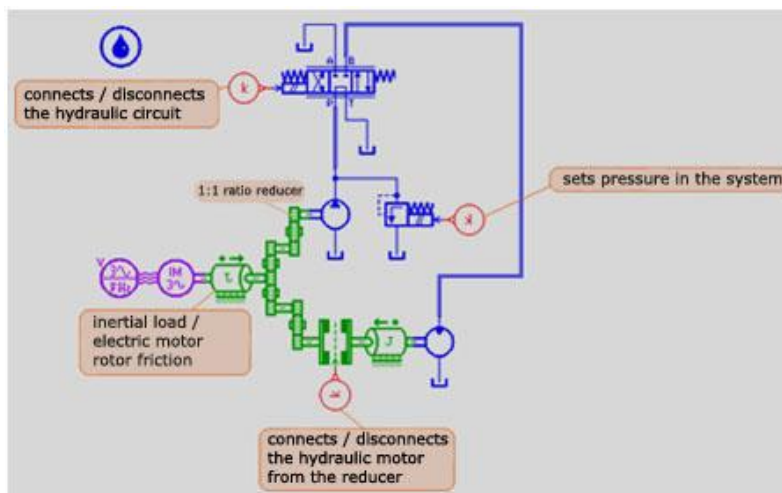 A B
connects / disconnects
the hydraulic circuit
k
P T
1:1 ratio reducer
sets pressure in the system
k
V
IM
J
inertial load /
electric motor
rotor friction
k
connects / disconnects
the hydraulic motor
from the reducer